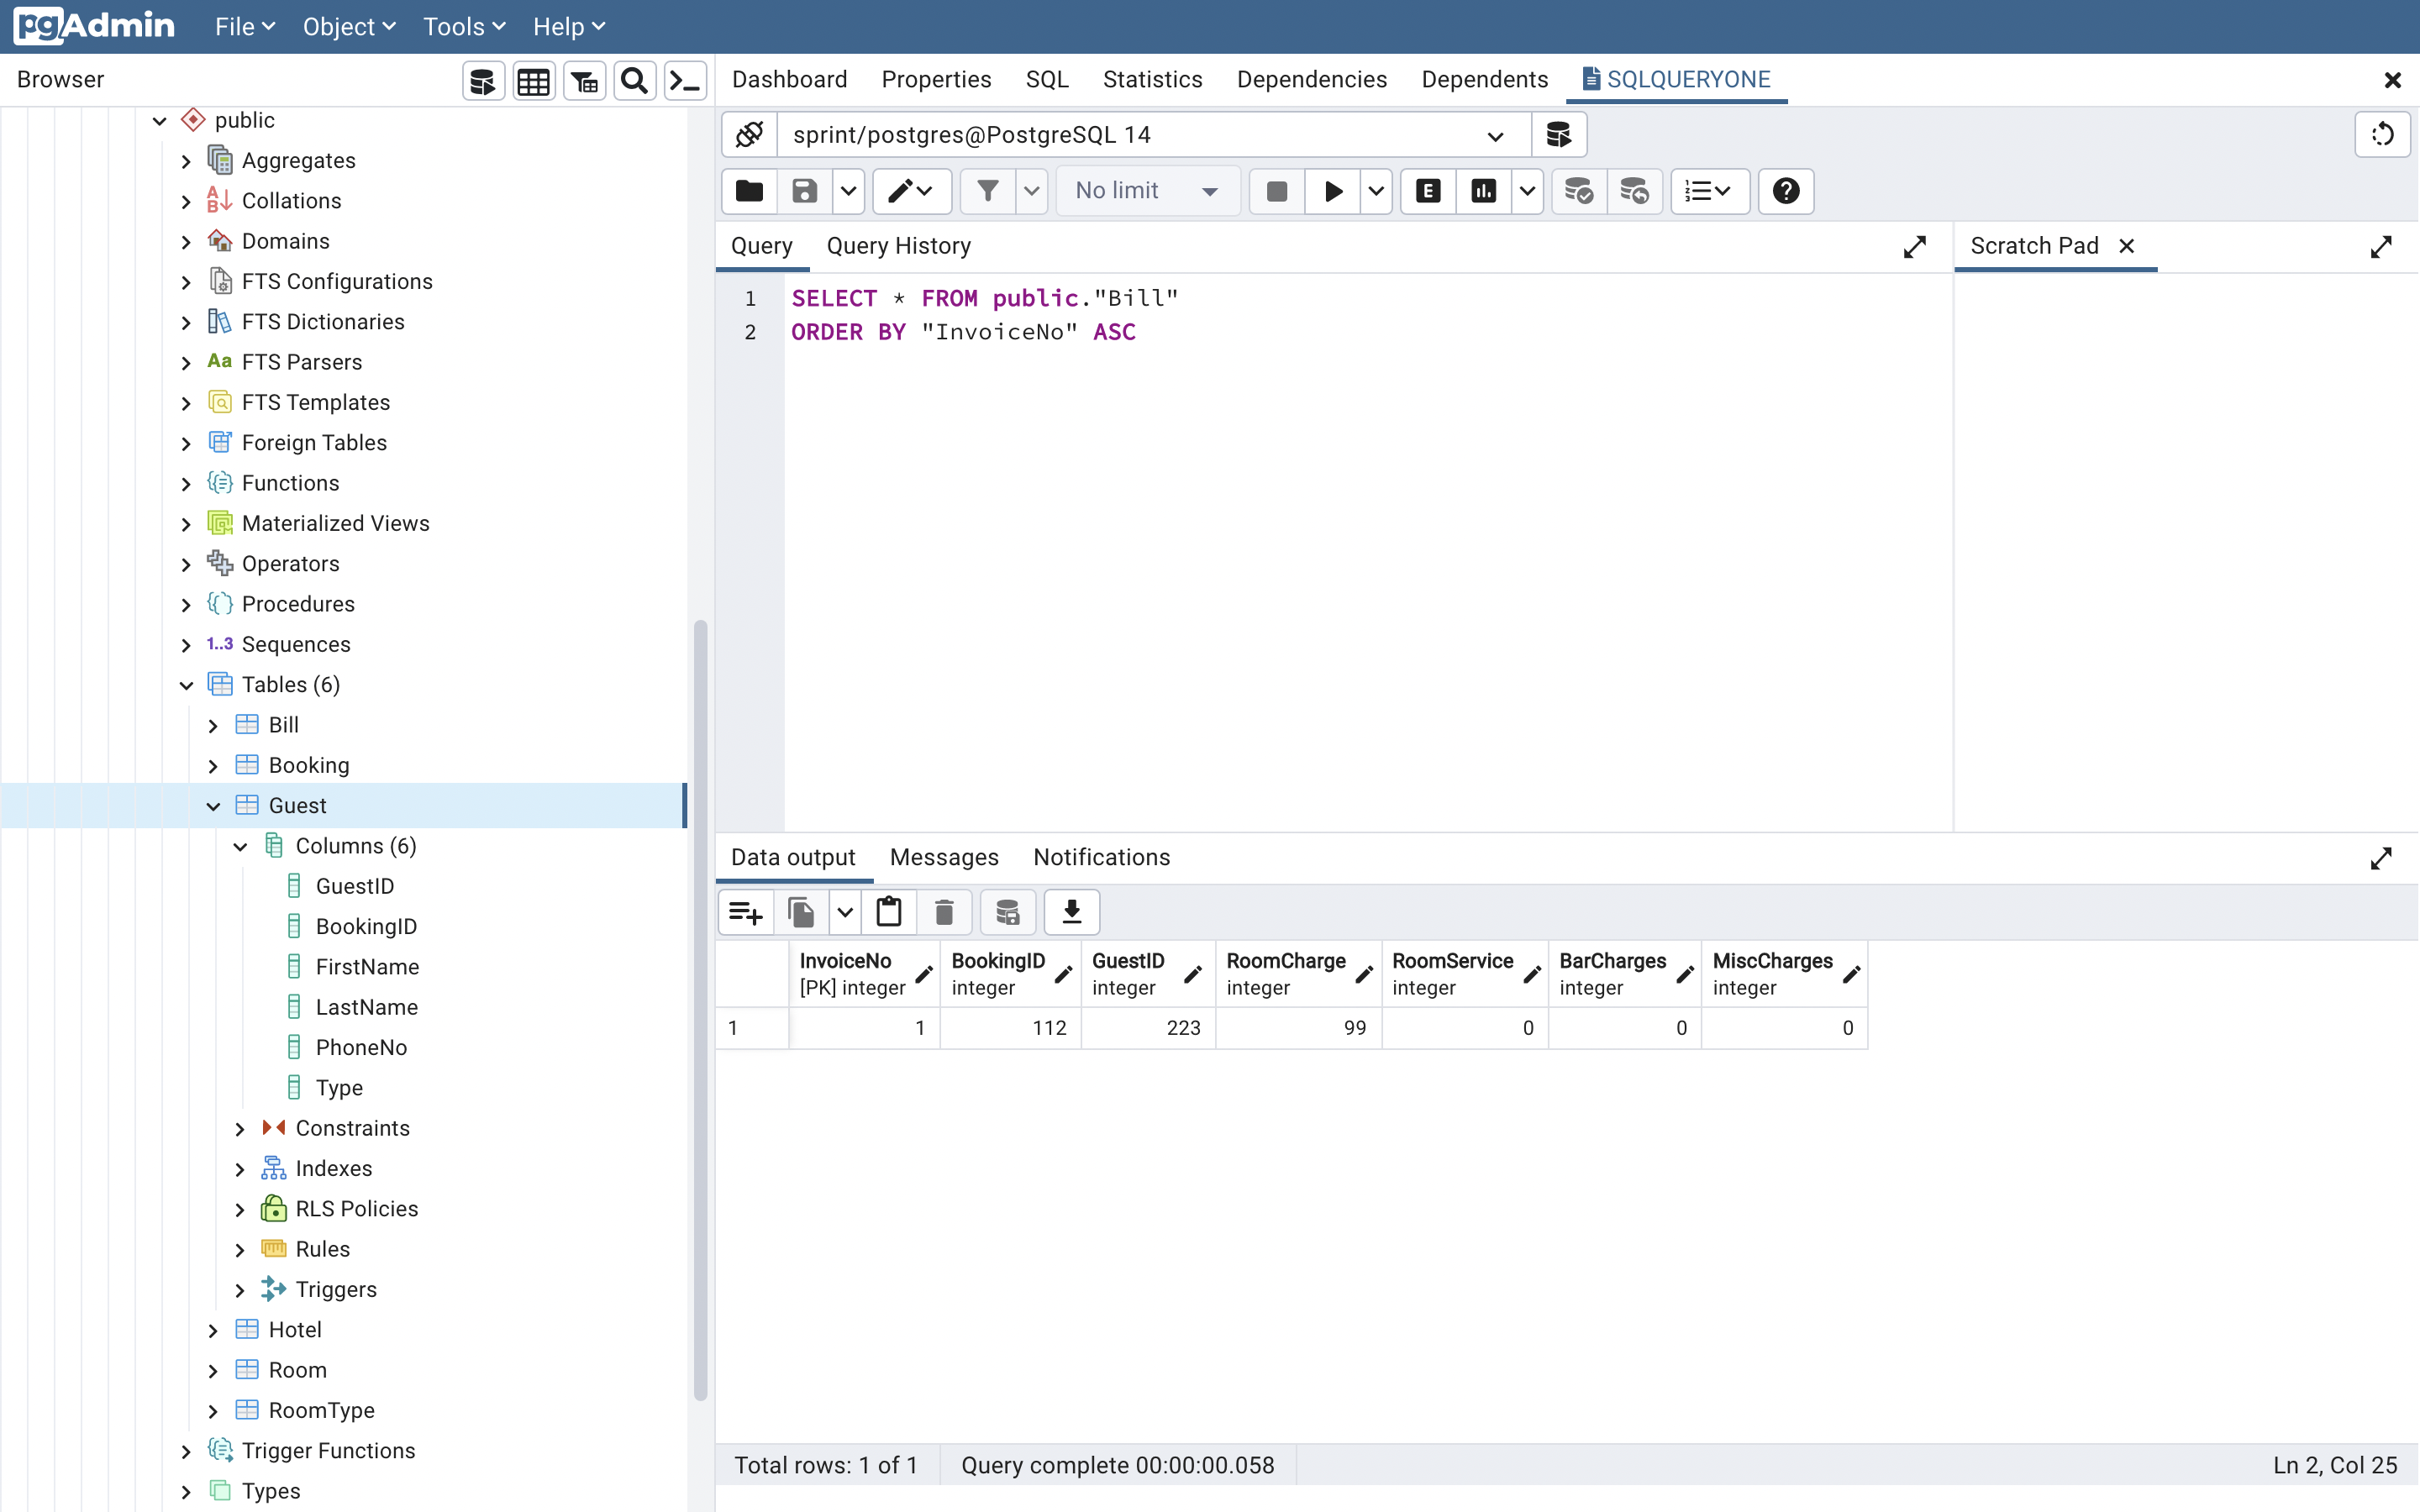 pgAdmin File Object Tools Help
Browser
Dashboard Properties SQL Statistics Dependencies Dependents SQLQUERYONE
public
Aggregates
Collations
Domains
FTS Configurations
FTS Dictionaries
Aa FTS Parsers
FTS Templates
Foreign Tables
Functions
Materialized Views
Operators
Procedures
1..3 Sequences
Tables (6)
Bill
Booking
Guest
Columns (6)
GuestID
BookingID
FirstName
LastName
PhoneNo
Type
Constraints
Indexes
RLS Policies
Rules
Triggers
Hotel
Room
RoomType
Trigger Functions
Types
sprint/postgres@PostgreSQL 14
No limit E
Query Query History
Scratch Pad
1 SELECT * FROM public."Bill"
2 ORDER BY "InvoiceNo" ASC
Data output Messages Notifications
InvoiceNo BookingID GuestID RoomCharge RoomService BarCharges MiscCharges
[PK] integer integer integer integer integer integer integer
1 1 112 223 99 0 0 0
Total rows: 1 of 1 Query complete 00:00:00.058 Ln 2, Col 25